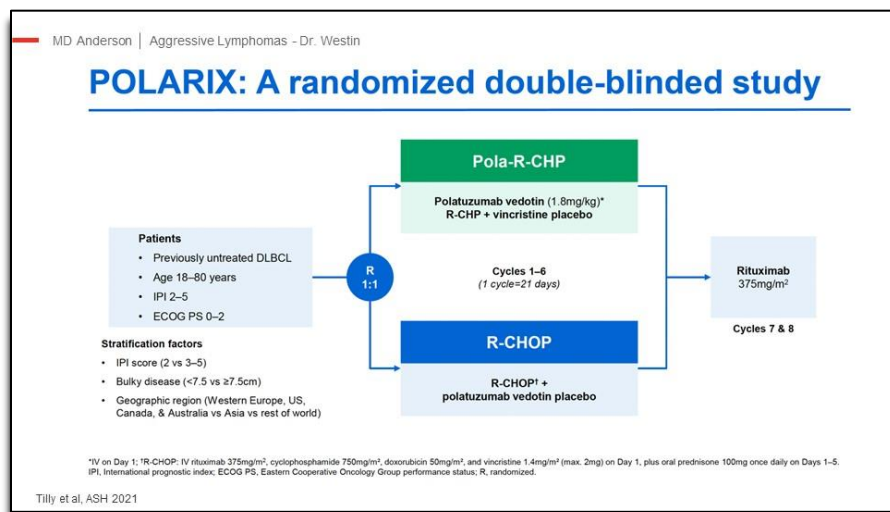 MD Anderson | Aggressive Lymphomas - Dr. Westin
POLARIX: A randomized double-blinded study
Patients
• Previously untreated DLBCL
• Age 18–80 years
• IPI 2–5
• ECOG PS 0–2
Stratification factors
• IPI score (2 vs 3–5)
• Bulky disease (<7.5 vs ≥7.5cm)
• Geographic region (Western Europe, US,
Canada, & Australia vs Asia vs rest of world)
R
1:1
Pola-R-CHP
Polatuzumab vedotin (1.8mg/kg)*
R-CHP + vincristine placebo
Cycles 1–6
(1 cycle=21 days)
R-CHOP
R-CHOP† +
polatuzumab vedotin placebo
Rituximab
375mg/m²
Cycles 7 & 8
*IV on Day 1; †R-CHOP: IV rituximab 375mg/m², cyclophosphamide 750mg/m², doxorubicin 50mg/m², and vincristine 1.4mg/m² (max. 2mg) on Day 1, plus oral prednisone 100mg once daily on Days 1–5.
IPI, International prognostic index; ECOG PS, Eastern Cooperative Oncology Group performance status; R, randomized.
Tilly et al, ASH 2021